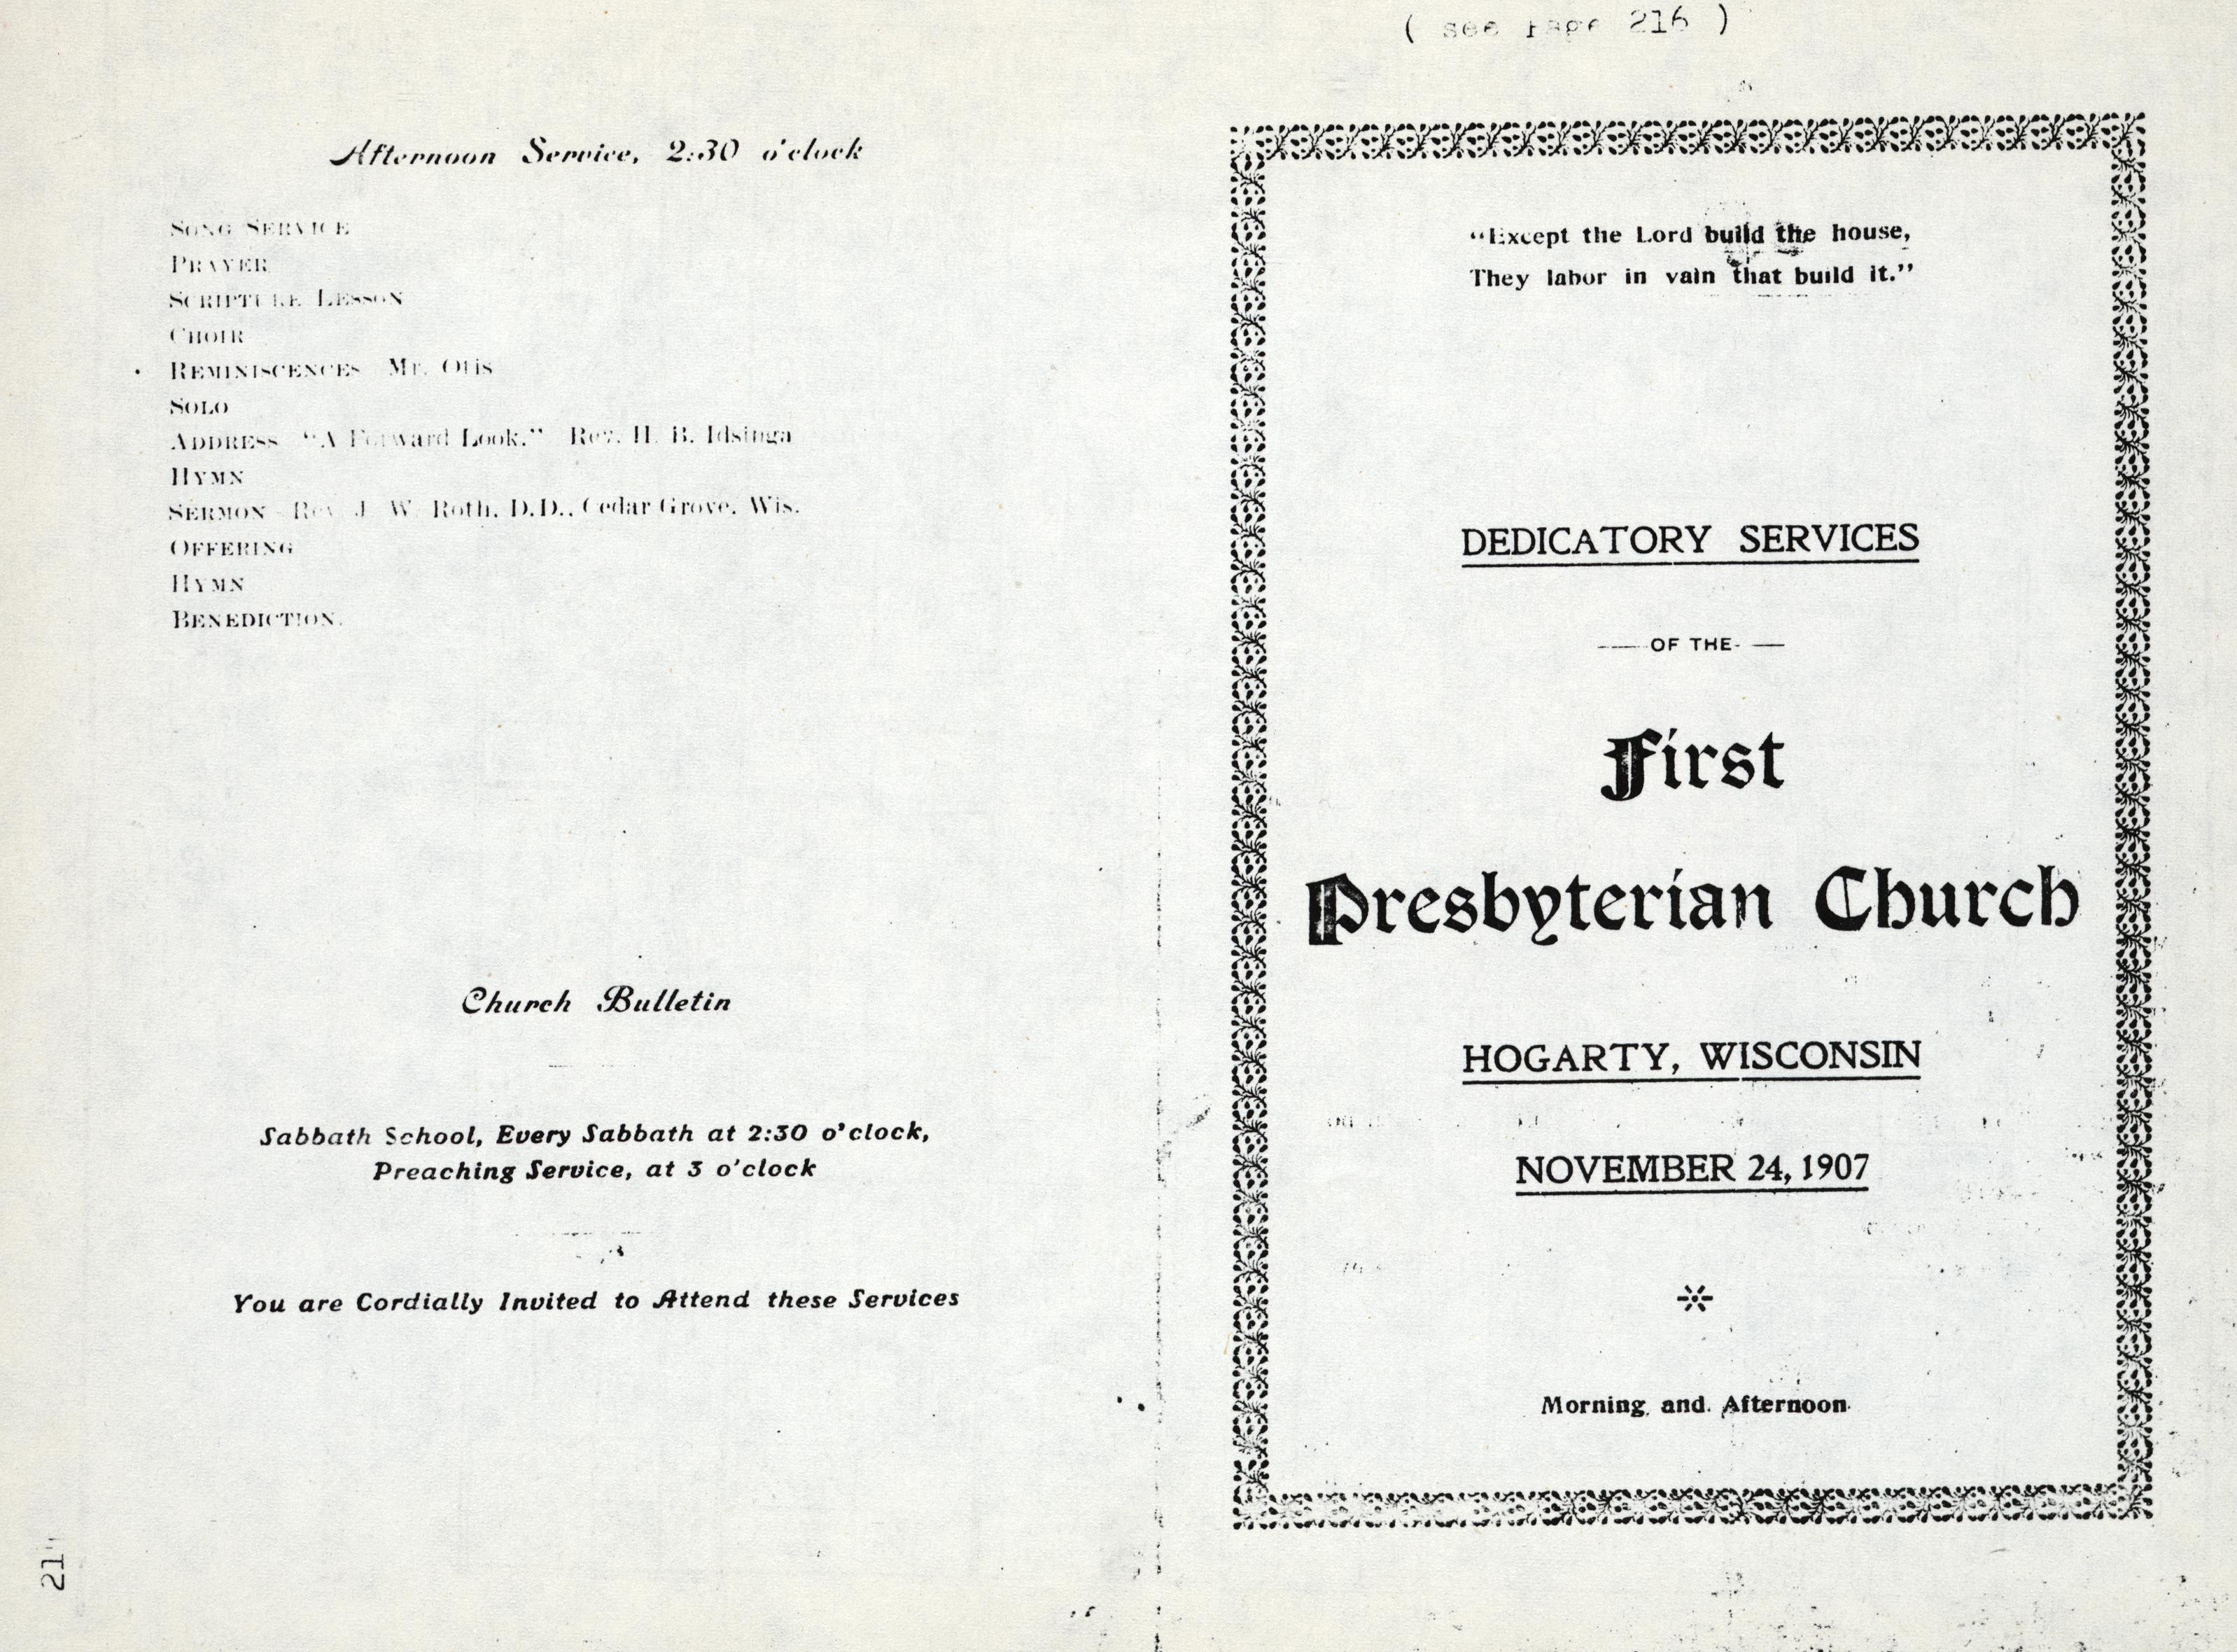 ( see Page 216 )
Afternoon Service, 2:30 o'clock
SONG SERVICE
PRAYER
SCRIPTURE LESSON
CHOIR
REMINISCENCES Mr. Otis
SOLO
ADDRESS "A Forward Look." Rev. H. B. Idsinga
HYMN
SERMON Rev. J. W. Roth, D.D., Cedar Grove, Wis.
OFFERING
HYMN
BENEDICTION.
Church Bulletin
Sabbath School, Every Sabbath at 2:30 o'clock,
Preaching Service, at 3 o'clock
You are Cordially Invited to Attend these Services
"Except the Lord build the house,
They labor in vain that build it."
DEDICATORY SERVICES
OF THE
First
Presbyterian Church
HOGARTY, WISCONSIN
NOVEMBER 24, 1907
Morning and Afternoon